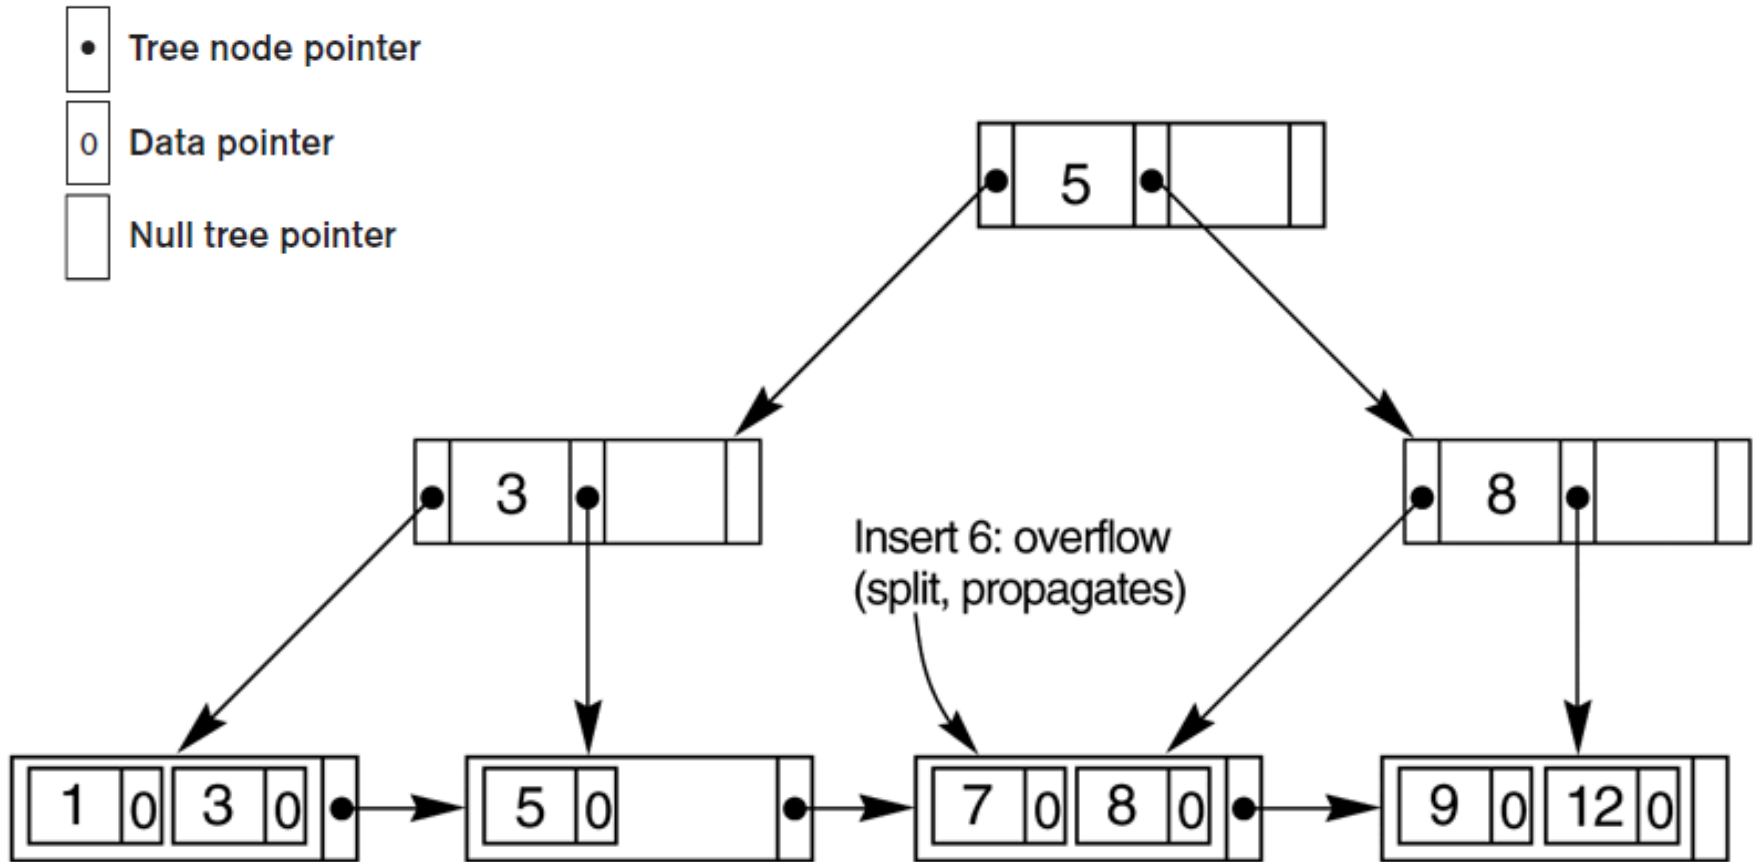 Tree node pointer
0 Data pointer
Null tree pointer
5
3
8
Insert 6: overflow
(split, propagates)
1 0 3 0
5 0
7 0 8 0
9 0 12 0